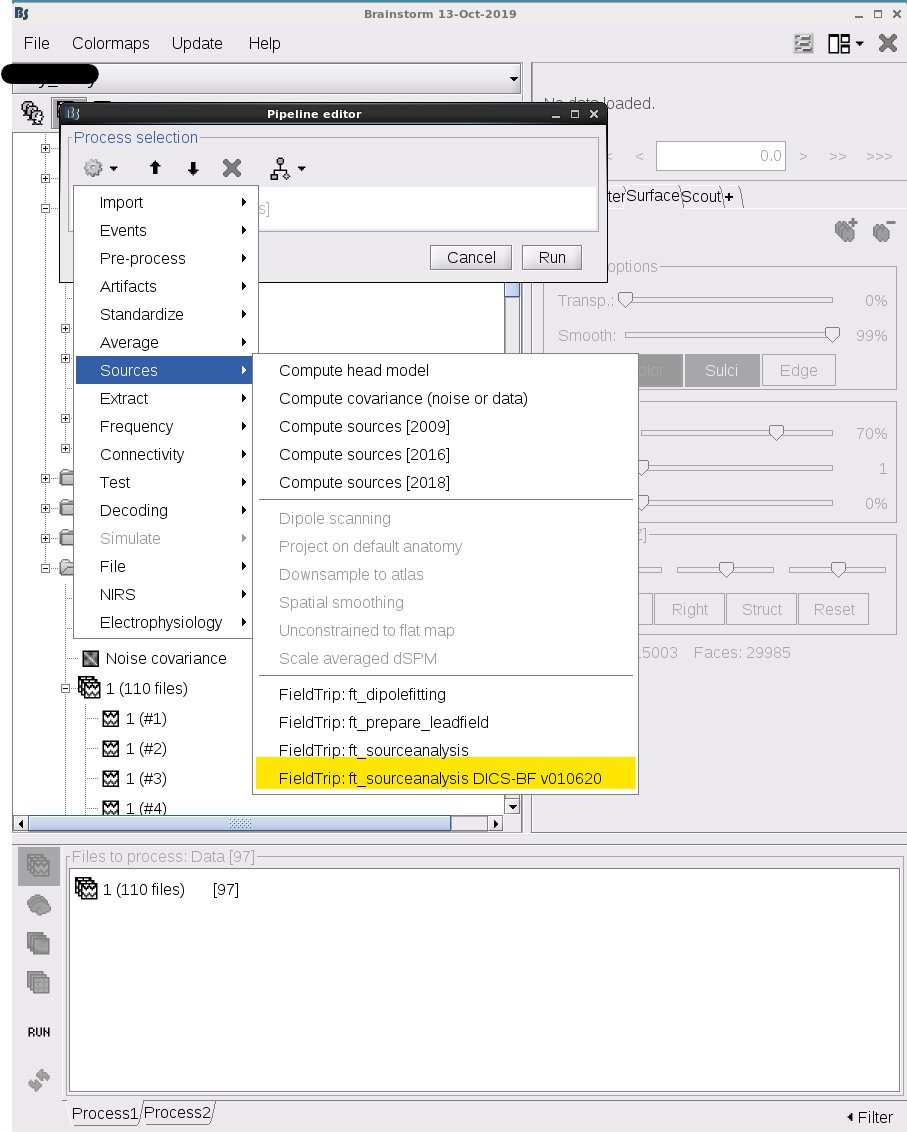 Brainstorm 13-Oct-2019
File Colormaps Update Help
No data loaded.
Pipeline editor
Process selection
0.0 > >> >>>
< <
Surface Scout +
s]
Cancel Run
Import
Events
Pre-process
Artifacts
Standardize
Average
Sources
Extract
Frequency
Connectivity
Test
Decoding
Simulate
File
NIRS
Electrophysiology
Compute head model
Compute covariance (noise or data)
Compute sources [2009]
Compute sources [2016]
Compute sources [2018]
Dipole scanning
Project on default anatomy
Downsample to atlas
Spatial smoothing
Unconstrained to flat map
Scale averaged dSPM
FieldTrip: ft_dipolefitting
FieldTrip: ft_prepare_leadfield
FieldTrip: ft_sourceanalysis
FieldTrip: ft_sourceanalysis DICS-BF v010620
options
Transp.: 0%
Smooth: 99%
Sulci Edge
70%
1
0%
Right Struct Reset
15003 Faces: 29985
Noise covariance
1 (110 files)
1 (#1)
1 (#2)
1 (#3)
1 (#4)
Files to process: Data [97]
1 (110 files) [97]
RUN
Process1 Process2
Filter